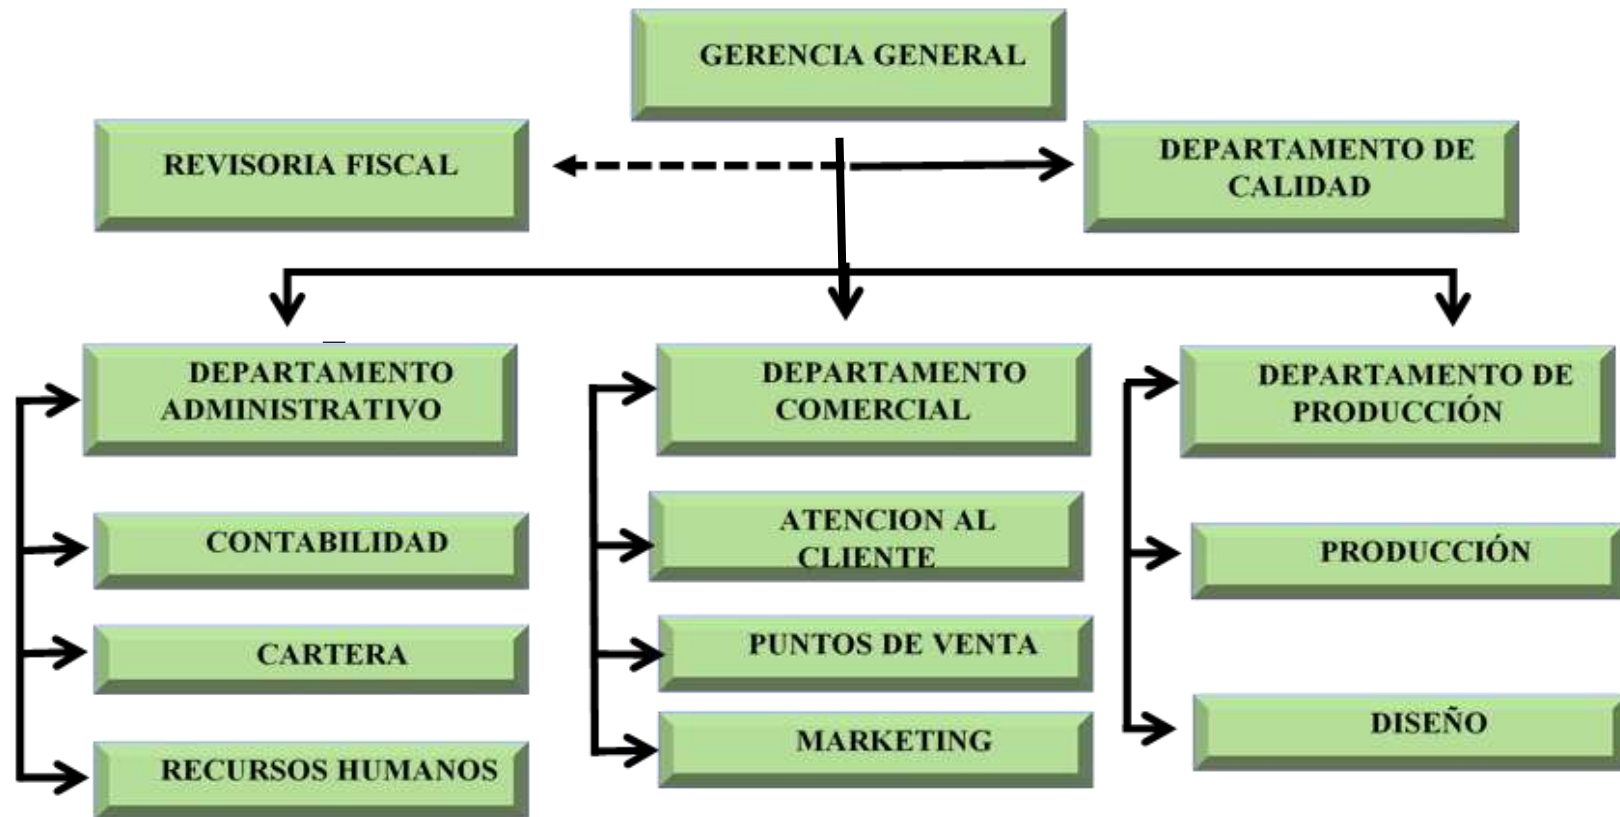 GERENCIA GENERAL
REVISORIA FISCAL
DEPARTAMENTO DE
CALIDAD
DEPARTAMENTO
ADMINISTRATIVO
CONTABILIDAD
CARTERA
RECURSOS HUMANOS
DEPARTAMENTO
COMERCIAL
ATENCION AL
CLIENTE
PUNTOS DE VENTA
MARKETING
DEPARTAMENTO DE
PRODUCCIÓN
PRODUCCIÓN
DISEÑO